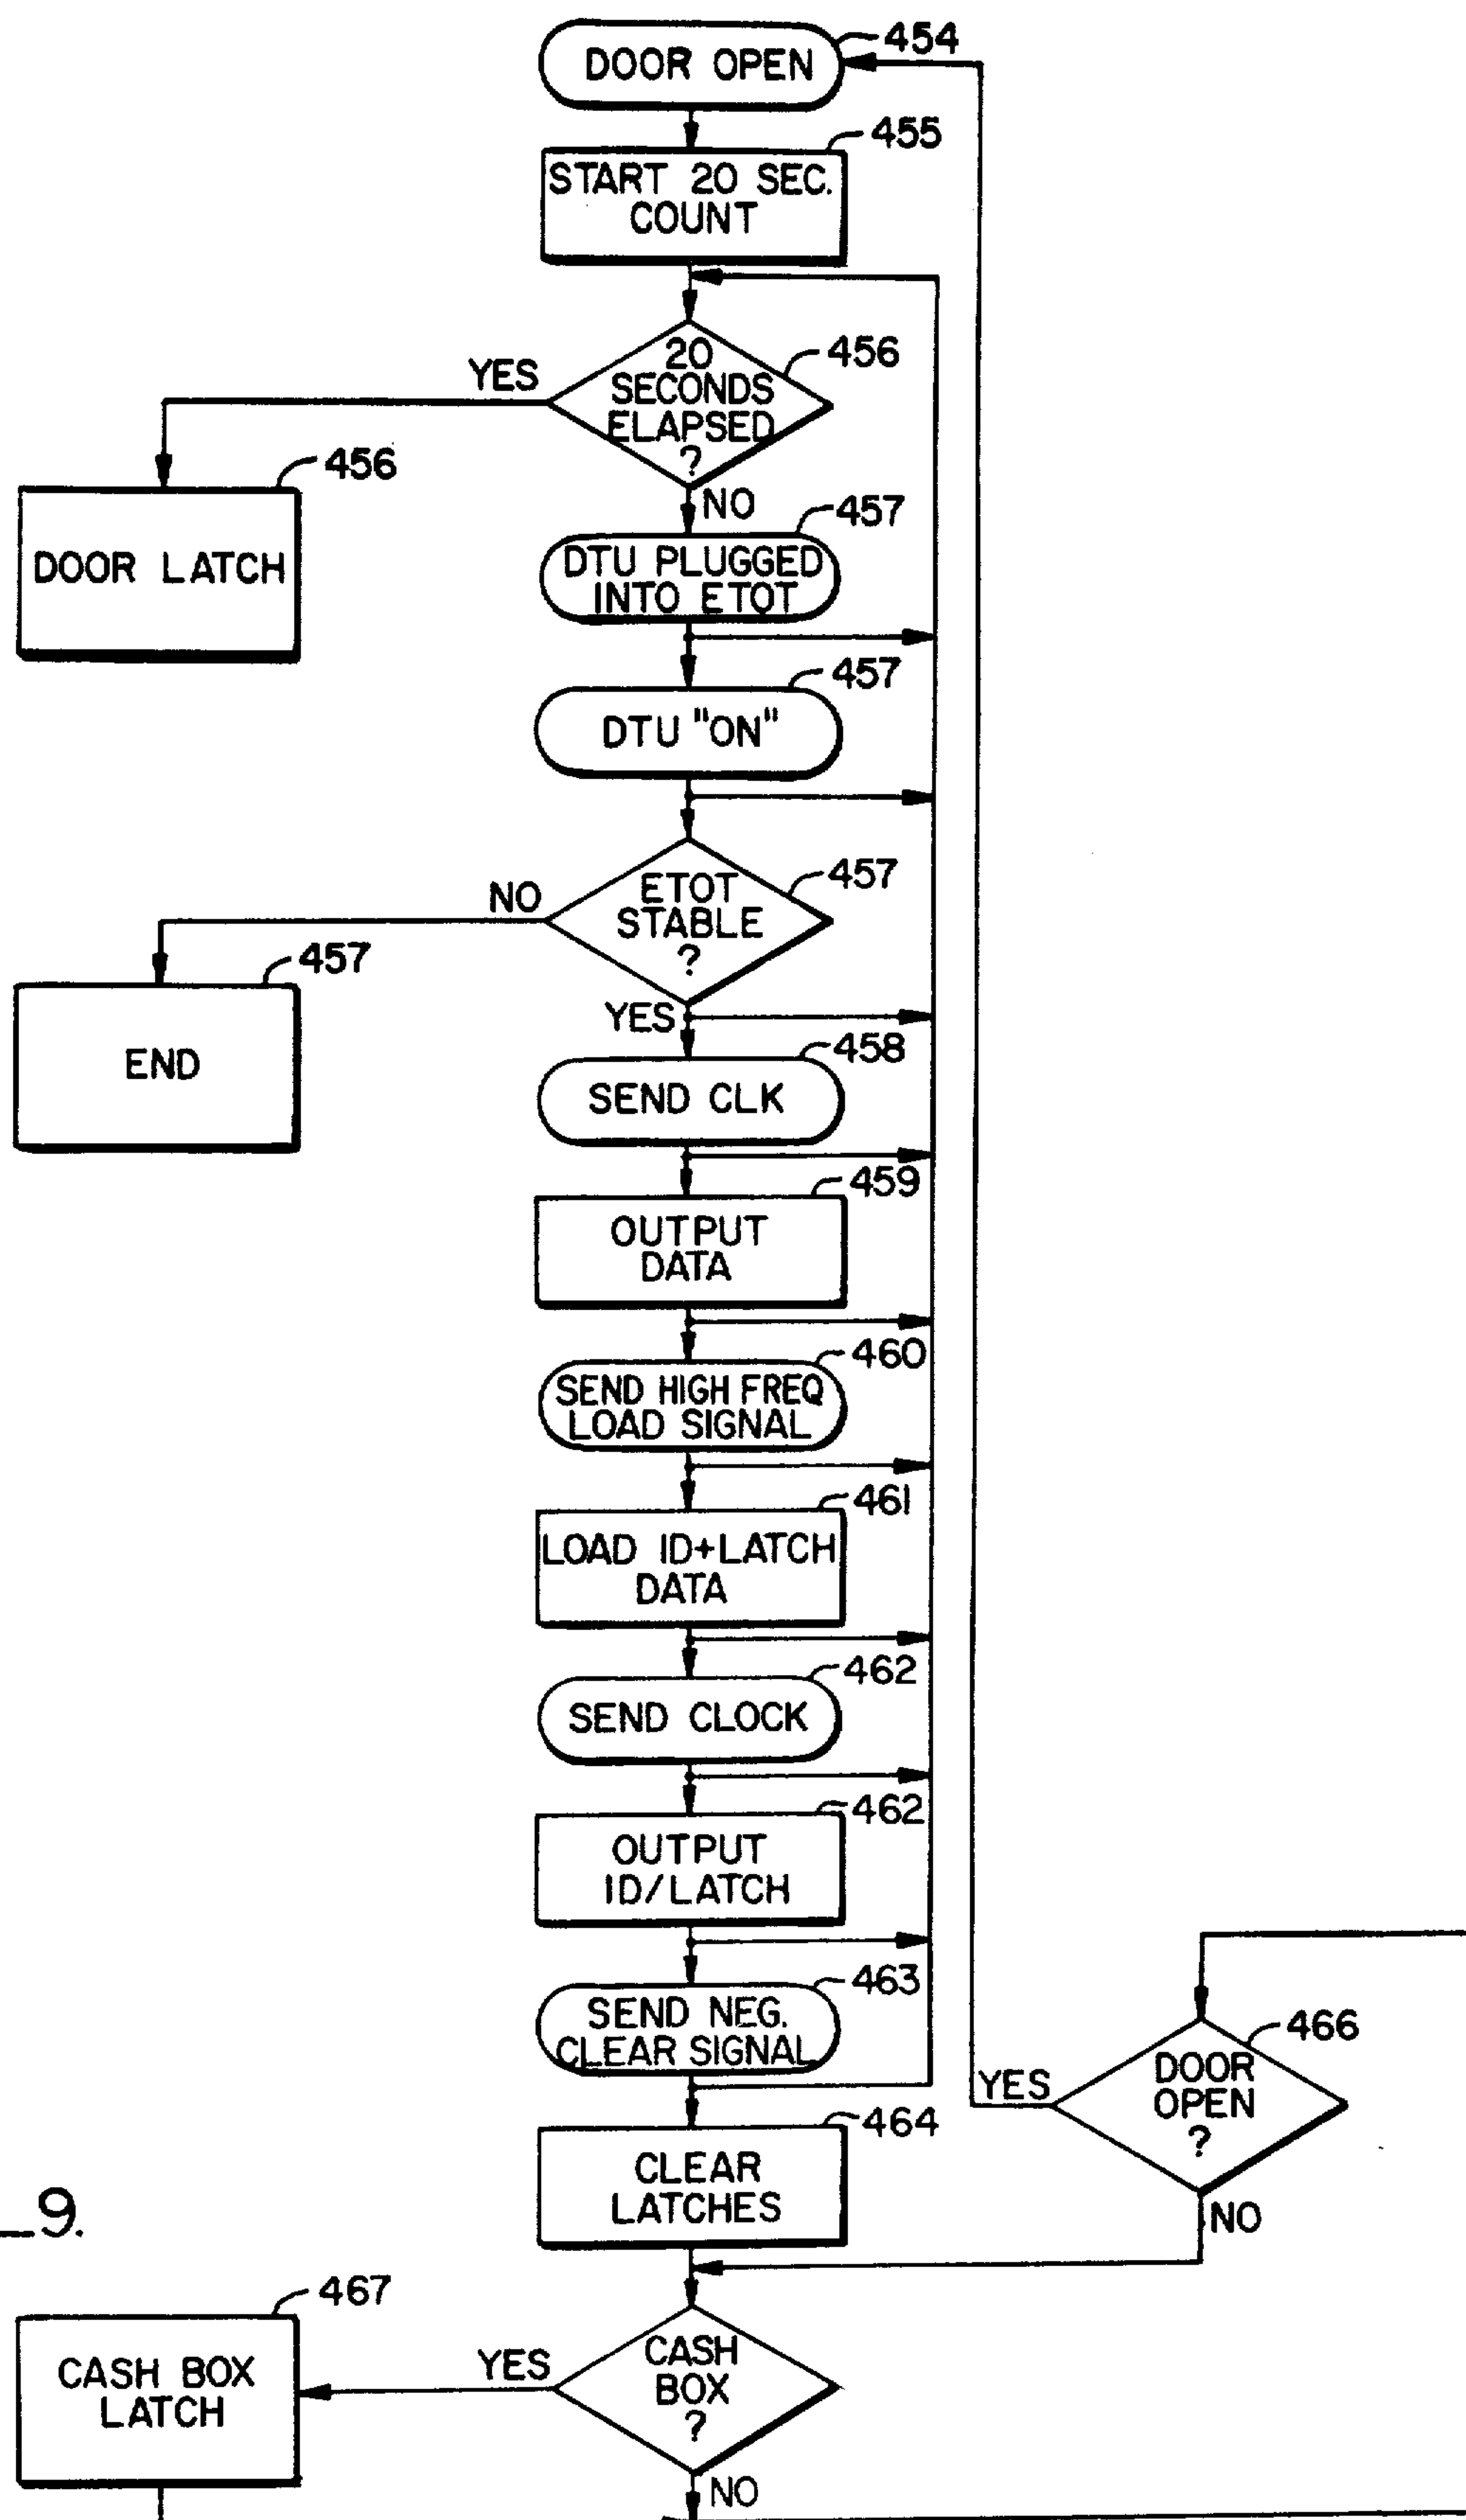 DOOR OPEN
454
START 20 SEC.
COUNT
455
20
SECONDS
ELAPSED
?
456
YES
DOOR LATCH
456
NO
DTU PLUGGED
INTO ETOT
457
DTU "ON"
457
ETOT
STABLE
?
457
NO
END
457
YES
SEND CLK
458
OUTPUT
DATA
459
SEND HIGH FREQ
LOAD SIGNAL
460
LOAD ID+LATCH
DATA
461
SEND CLOCK
462
OUTPUT
ID/LATCH
462
SEND NEG.
CLEAR SIGNAL
463
DOOR
OPEN
?
466
YES
NO
CLEAR
LATCHES
464
9.
CASH BOX
LATCH
467
YES
CASH
BOX
?
NO